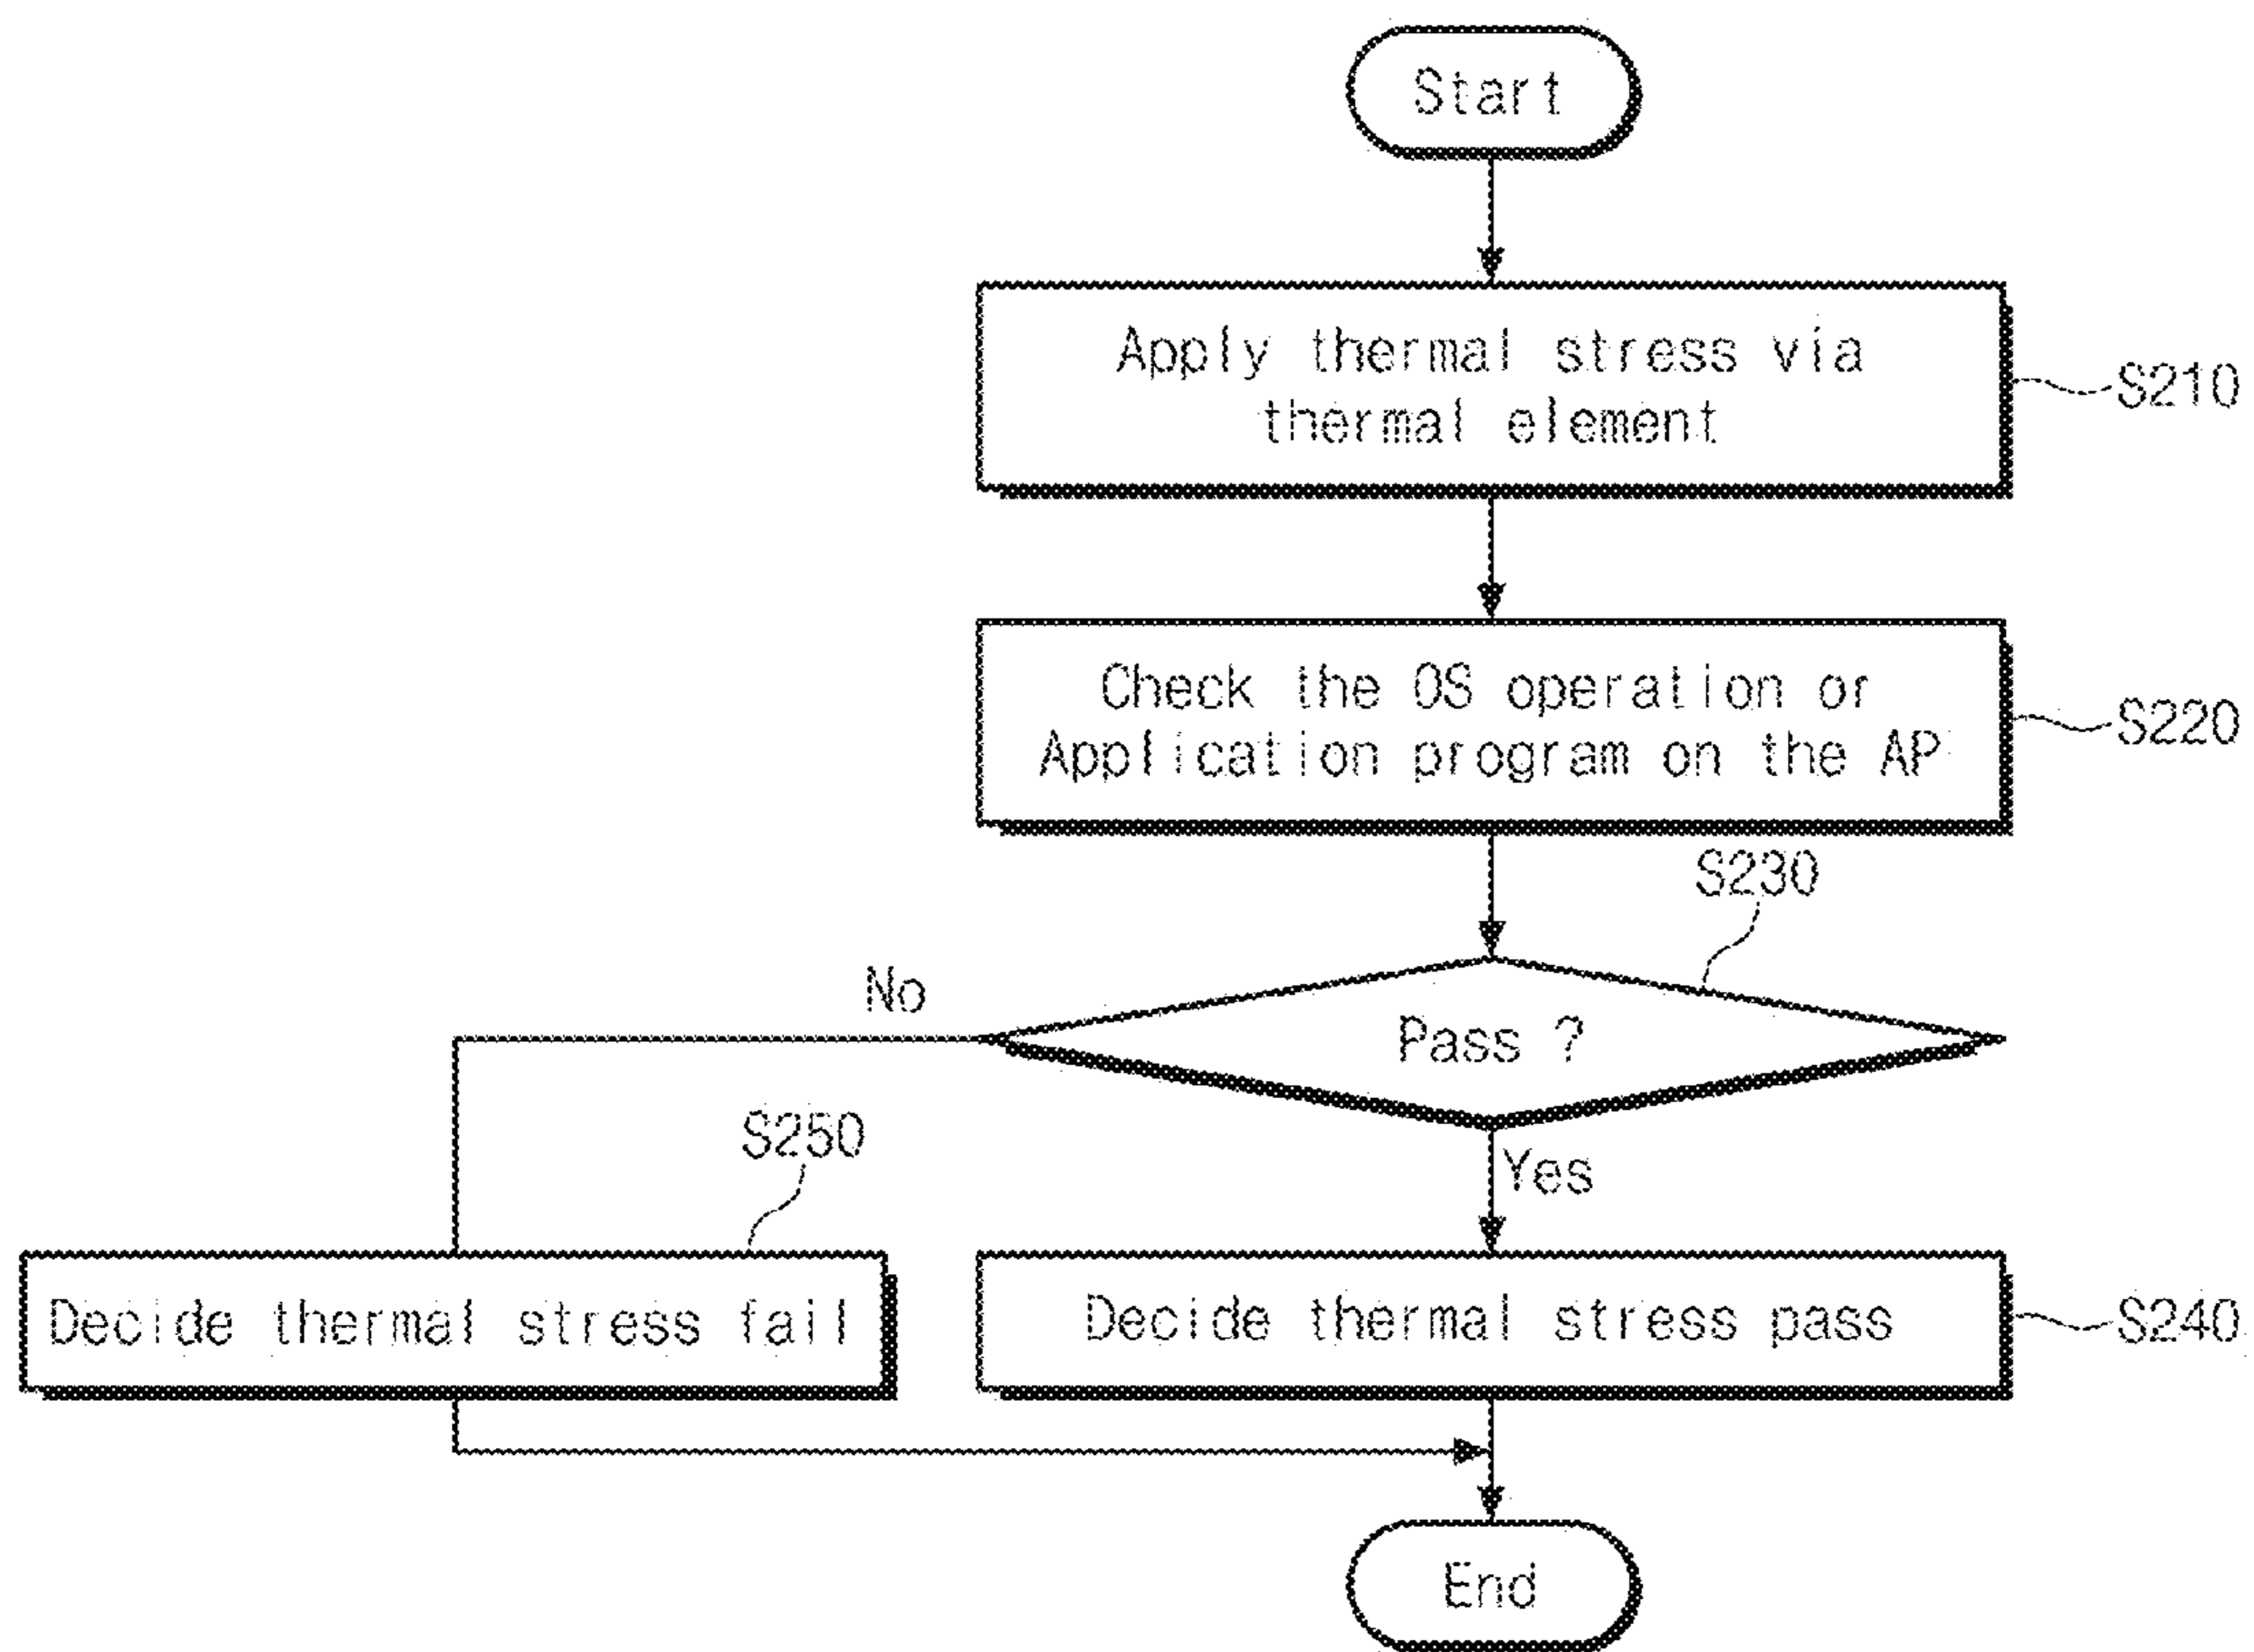 Start
Apply thermal stress via
thermal element
S210
Check the OS operation or
Application program on the AP
S220
S230
Pass ?
No
Yes
S250
Decide thermal stress fail
Decide thermal stress pass
S240
End